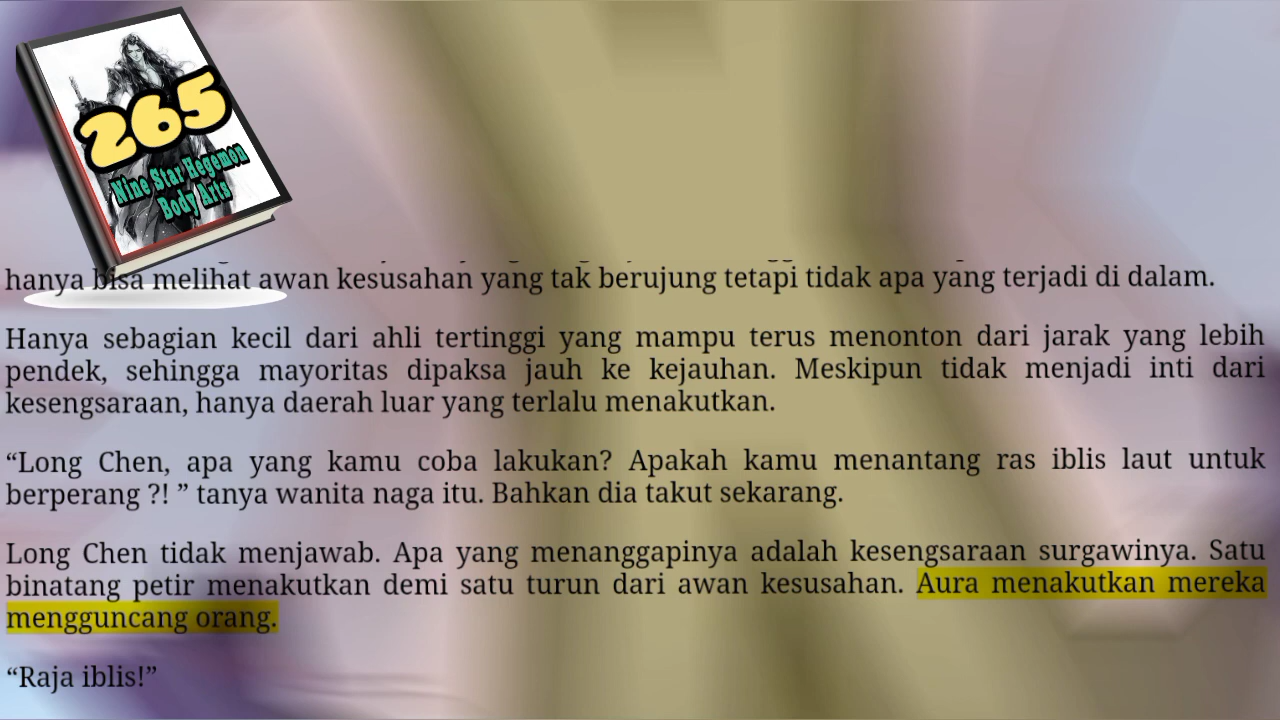 265
Nine Star Hegemon
Body Arts
hanya bisa melihat awan kesusahan yang tak berujung tetapi tidak apa yang terjadi di dalam.
Hanya sebagian kecil dari ahli tertinggi yang mampu terus menonton dari jarak yang lebih
pendek, sehingga mayoritas dipaksa jauh ke kejauhan. Meskipun tidak menjadi inti dari
kesengsaraan, hanya daerah luar yang terlalu menakutkan.
“Long Chen, apa yang kamu coba lakukan? Apakah kamu menantang ras iblis laut untuk
berperang ?! ” tanya wanita naga itu. Bahkan dia takut sekarang.
Long Chen tidak menjawab. Apa yang menanggapinya adalah kesengsaraan surgawinya. Satu
binatang petir menakutkan demi satu turun dari awan kesusahan. Aura menakutkan mereka
mengguncang orang.
“Raja iblis!”